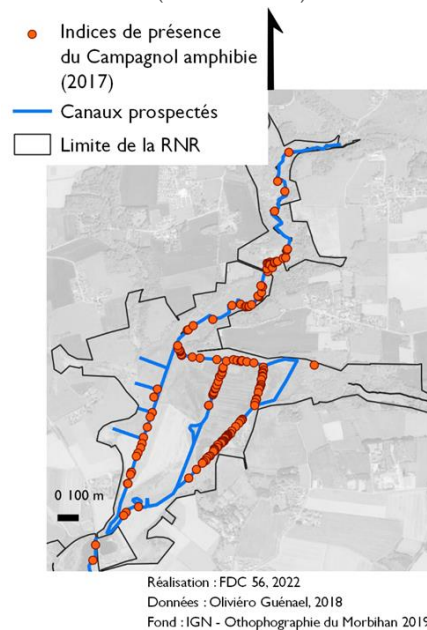 Indices de présence
du Campagnol amphibie
(2017)
Canaux prospectés
Limite de la RNR
0 100 m
Réalisation : FDC 56, 2022
Données : Oliviéro Guénael, 2018
Fond : IGN - Othophographie du Morbihan 2019